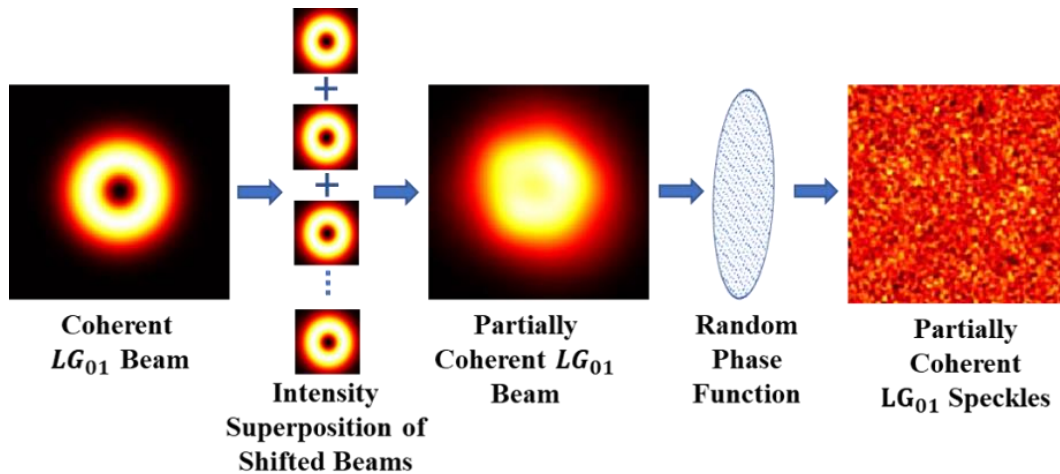 Coherent
LG₀₁ Beam
+
+
Intensity
Superposition of
Shifted Beams
Partially
Coherent LG₀₁
Beam
Random
Phase
Function
Partially
Coherent
LG₀₁ Speckles